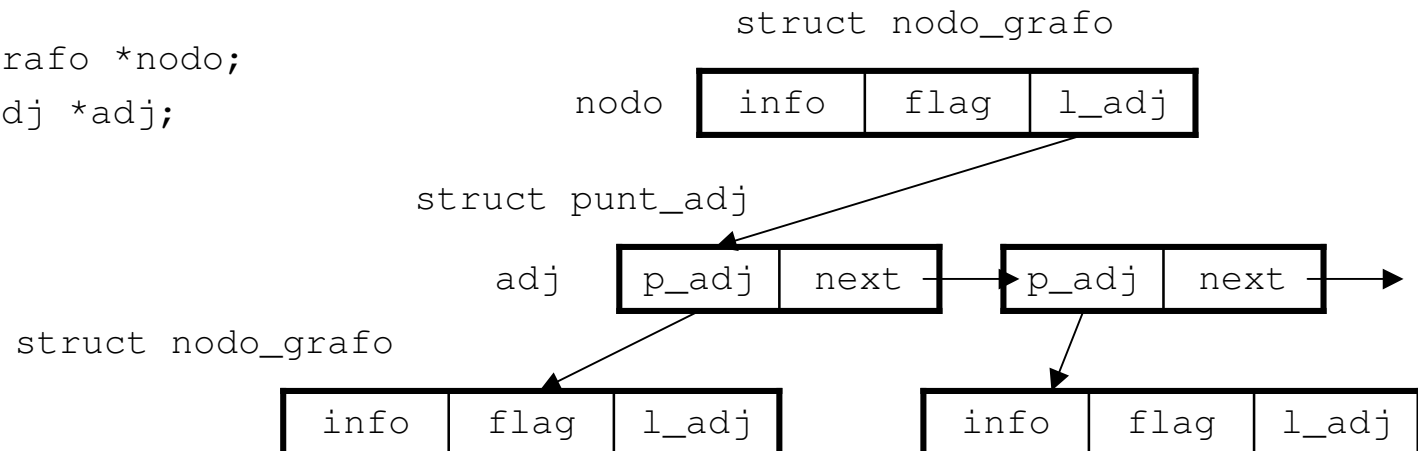 struct nodo_grafo
rafo *nodo;
nodo info flag l_adj
dj *adj;
struct punt_adj
adj p_adj next p_adj next
struct nodo_grafo
info flag l_adj info flag l_adj